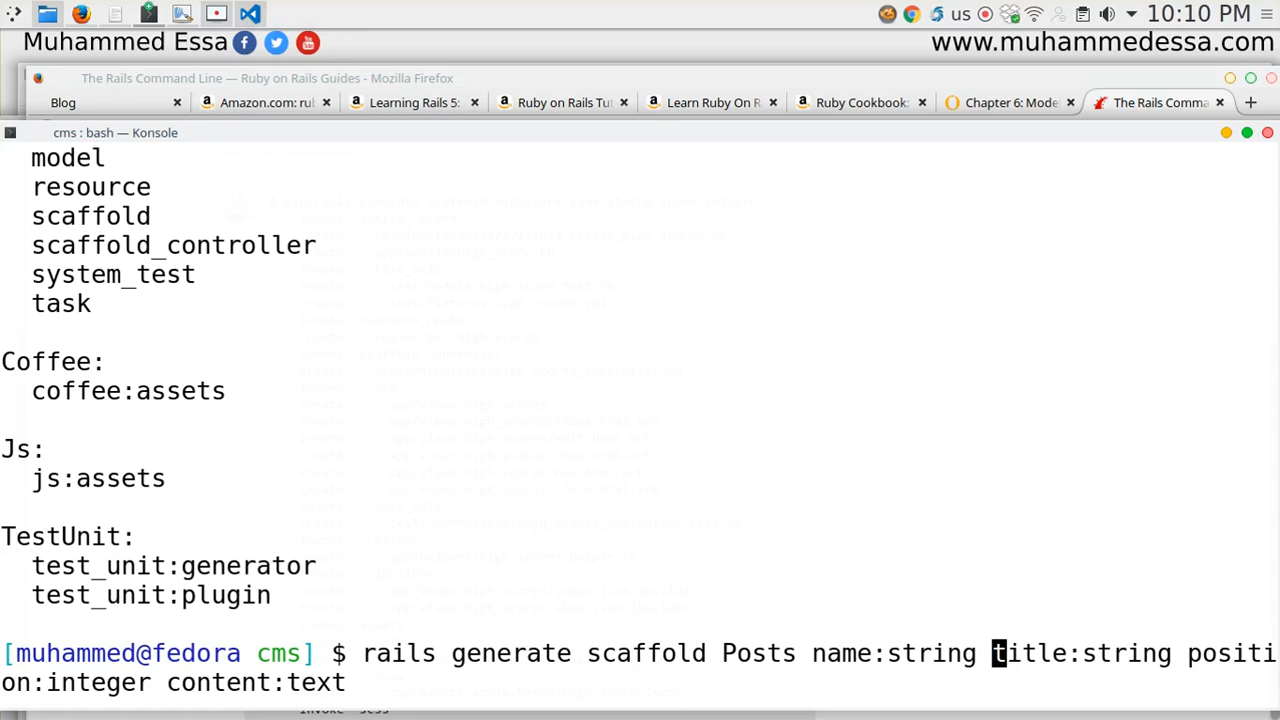 us
10:10 PM
Muhammed Essa
www.muhammedessa.com
The Rails Command Line — Ruby on Rails Guides - Mozilla Firefox
Blog
Amazon.com: rul
Learning Rails 5:
Ruby on Rails Tut
Learn Ruby On R
Ruby Cookbook:
Chapter 6: Mode
The Rails Comma
cms : bash — Konsole
model
resource
scaffold
scaffold_controller
system_test
task
Coffee:
coffee:assets
Js:
js:assets
TestUnit:
test_unit:generator
test_unit:plugin
[muhammed@fedora cms] $ rails generate scaffold Posts name:string title:string positi
on:integer content:text